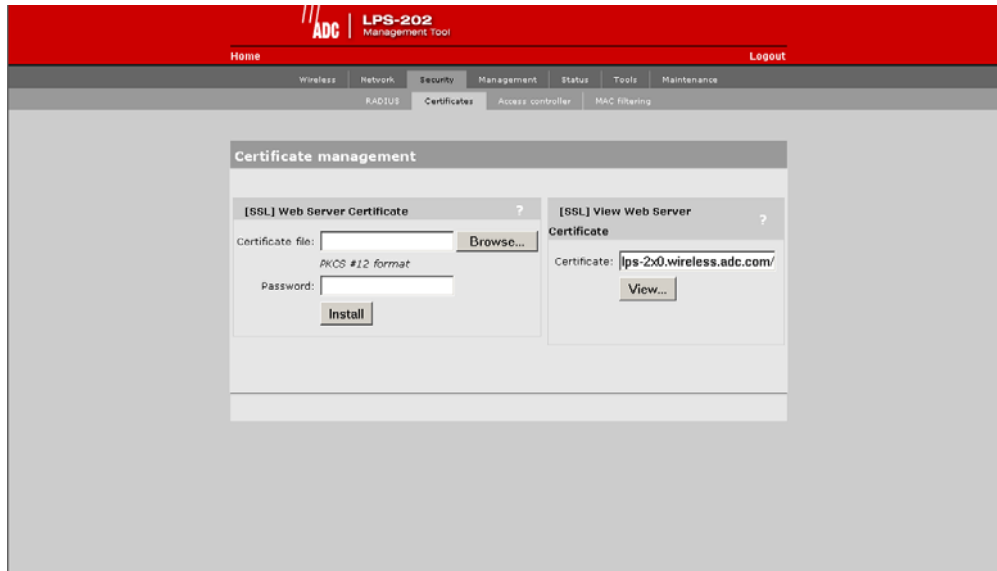 ADC LPS-202
Management Tool
Home Logout
Wireless Network Security Management Status Tools Maintenance
RADIUS Certificates Access controller MAC filtering
Certificate management
[SSL] Web Server Certificate ?
Certificate file: Browse...
PKCS #12 format
Password:
Install
[SSL] View Web Server
Certificate ?
Certificate: lps-2x0.wireless.adc.com/
View...